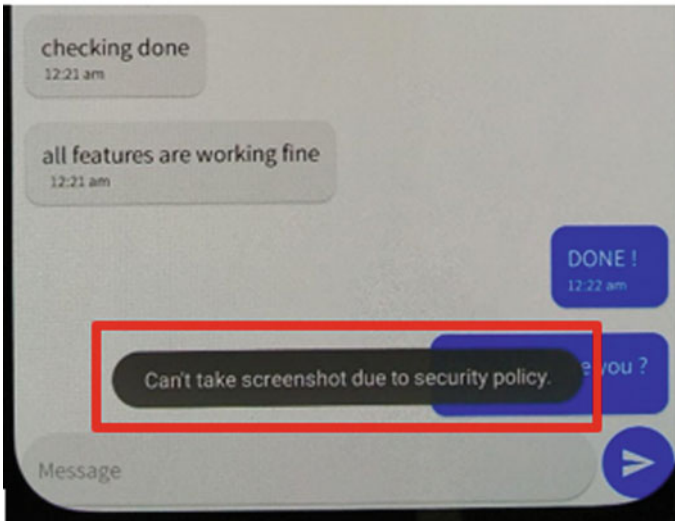 checking done
12:21 am
all features are working fine
12:21 am
DONE !
12:22 am
you ?
Can't take screenshot due to security policy.
Message